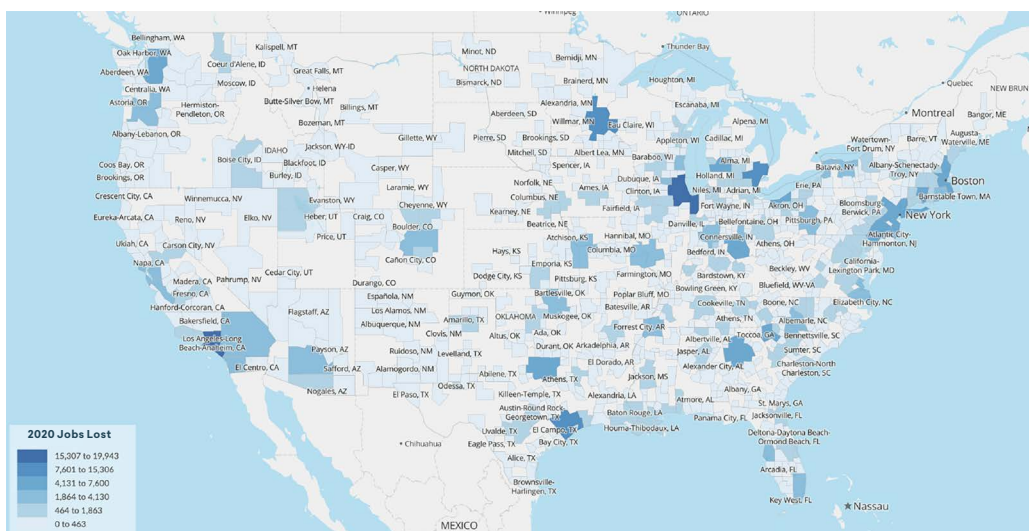 Winnipeg
ONTARIO
Bellingham, WA
Kalispell, MT
Minot, ND
Bemidji, MN
Thunder Bay
Oak Harbor, WA
Coeur d'Alene, ID
Great Falls, MT
NORTH DAKOTA
Quebec
Aberdeen, WA
Moscow, ID
Helena
Bismarck, ND
Brainerd, MN
Houghton, MI
NEW BRUN
Centralia, WA
Butte-Silver Bow, MT
Billings, MT
Alexandria, MN
Escanaba, MI
Montreal
Bangor, ME
Astoria, OR
Hermiston-
Pendleton, OR
Bozeman, MT
Aberdeen, SD
Willmar, MN
Eau Claire, WI
Alpena, MI
Cadillac, MI
Watertown-
Fort Drum, NY
Barre, VT
Augusta-
Waterville, ME
Albany-Lebanon, OR
IDAHO
Jackson, WY-ID
Gillette, WY
Pierre, SD
Brookings, SD
Appleton, WI
Boise City, ID
Blackfoot, ID
Mitchell, SD
Albert Lea, MN
Baraboo, WI
Alma, MI
Batavia, NY
Albany-Schenectady-
Troy, NY
Coos Bay, OR
Burley, ID
Casper, WY
Spencer, IA
Dubuque, IA
Holland, MI
Erie, PA
Boston
Brookings, OR
Laramie, WY
Norfolk, NE
Ames, IA
Clinton, IA
Niles, MI
Adrian, MI
Barnstable Town, MA
Crescent City, CA
Winnemucca, NV
Evanston, WY
Cheyenne, WY
Columbus, NE
Fairfield, IA
Fort Wayne, IN
Akron, OH
Bloomsburg-
Berwick, PA
Eureka-Arcata, CA
Reno, NV
Elko, NV
Heber, UT
Craig, CO
Kearney, NE
Danville, IL
Bellefontaine, OH
Pittsburgh, PA
New York
Boulder, CO
Beatrice, NE
Hannibal, MO
Connersville, IN
Atlantic City-
Hammonton, NJ
Ukiah, CA
Carson City, NV
Price, UT
Hays, KS
Atchison, KS
Columbia, MO
Bedford, IN
Athens, OH
California-
Lexington Park, MD
Napa, CA
Cañon City, CO
Emporia, KS
Farmington, MO
Bardstown, KY
Beckley, WV
Madera, CA
Pahrump, NV
Cedar City, UT
Durango, CO
Dodge City, KS
Pittsburg, KS
Bowling Green, KY
Bluefield, WV-VA
Fresno, CA
Española, NM
Guymon, OK
Bartlesville, OK
Poplar Bluff, MO
Cookeville, TN
Boone, NC
Elizabeth City, NC
Hanford-Corcoran, CA
Flagstaff, AZ
Los Alamos, NM
Amarillo, TX
OKLAHOMA
Muskogee, OK
Batesville, AR
Athens, TN
Albemarle, NC
Bakersfield, CA
Albuquerque, NM
Clovis, NM
Altus, OK
Ada, OK
Forrest City, AR
Toccoa, GA
Bennettsville, SC
Los Angeles-Long
Beach-Anaheim, CA
Payson, AZ
Ruidoso, NM
Levelland, TX
Durant, OK
Arkadelphia, AR
Albertville, AL
Jasper, AL
Sumter, SC
El Centro, CA
Safford, AZ
Alamogordo, NM
Abilene, TX
Athens, TX
El Dorado, AR
Alexander City, AL
Charleston-North
Charleston, SC
Nogales, AZ
El Paso, TX
Odessa, TX
Killeen-Temple, TX
Alexandria, LA
Jackson, MS
Albany, GA
Austin-Round Rock-
Georgetown, TX
Baton Rouge, LA
Atmore, AL
St. Marys, GA
2020 Jobs Lost
Chihuahua
Uvalde, TX
El Campo, TX
Houma-Thibodaux, LA
Panama City, FL
Jacksonville, FL
15,307 to 19,943
Eagle Pass, TX
Bay City, TX
Deltona-Daytona Beach-
Ormond Beach, FL
7,601 to 15,306
Alice, TX
4,131 to 7,600
Arcadia, FL
1,864 to 4,130
Brownsville-
Harlingen, TX
464 to 1,863
Key West, FL
Nassau
0 to 463
MEXICO